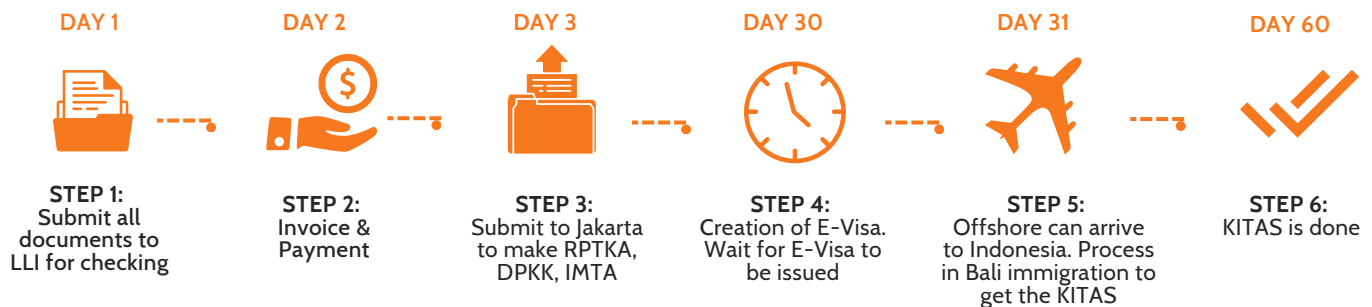 DAY 1
DAY 2
DAY 3
DAY 30
DAY 31
DAY 60
$
STEP 1:
Submit all
documents to
LLI for checking
STEP 2:
Invoice &
Payment
STEP 3:
Submit to Jakarta
to make RPTKA,
DPKK, IMTA
STEP 4:
Creation of E-Visa.
Wait for E-Visa to
be issued
STEP 5:
Offshore can arrive
to Indonesia. Process
in Bali immigration to
get the KITAS
STEP 6:
KITAS is done